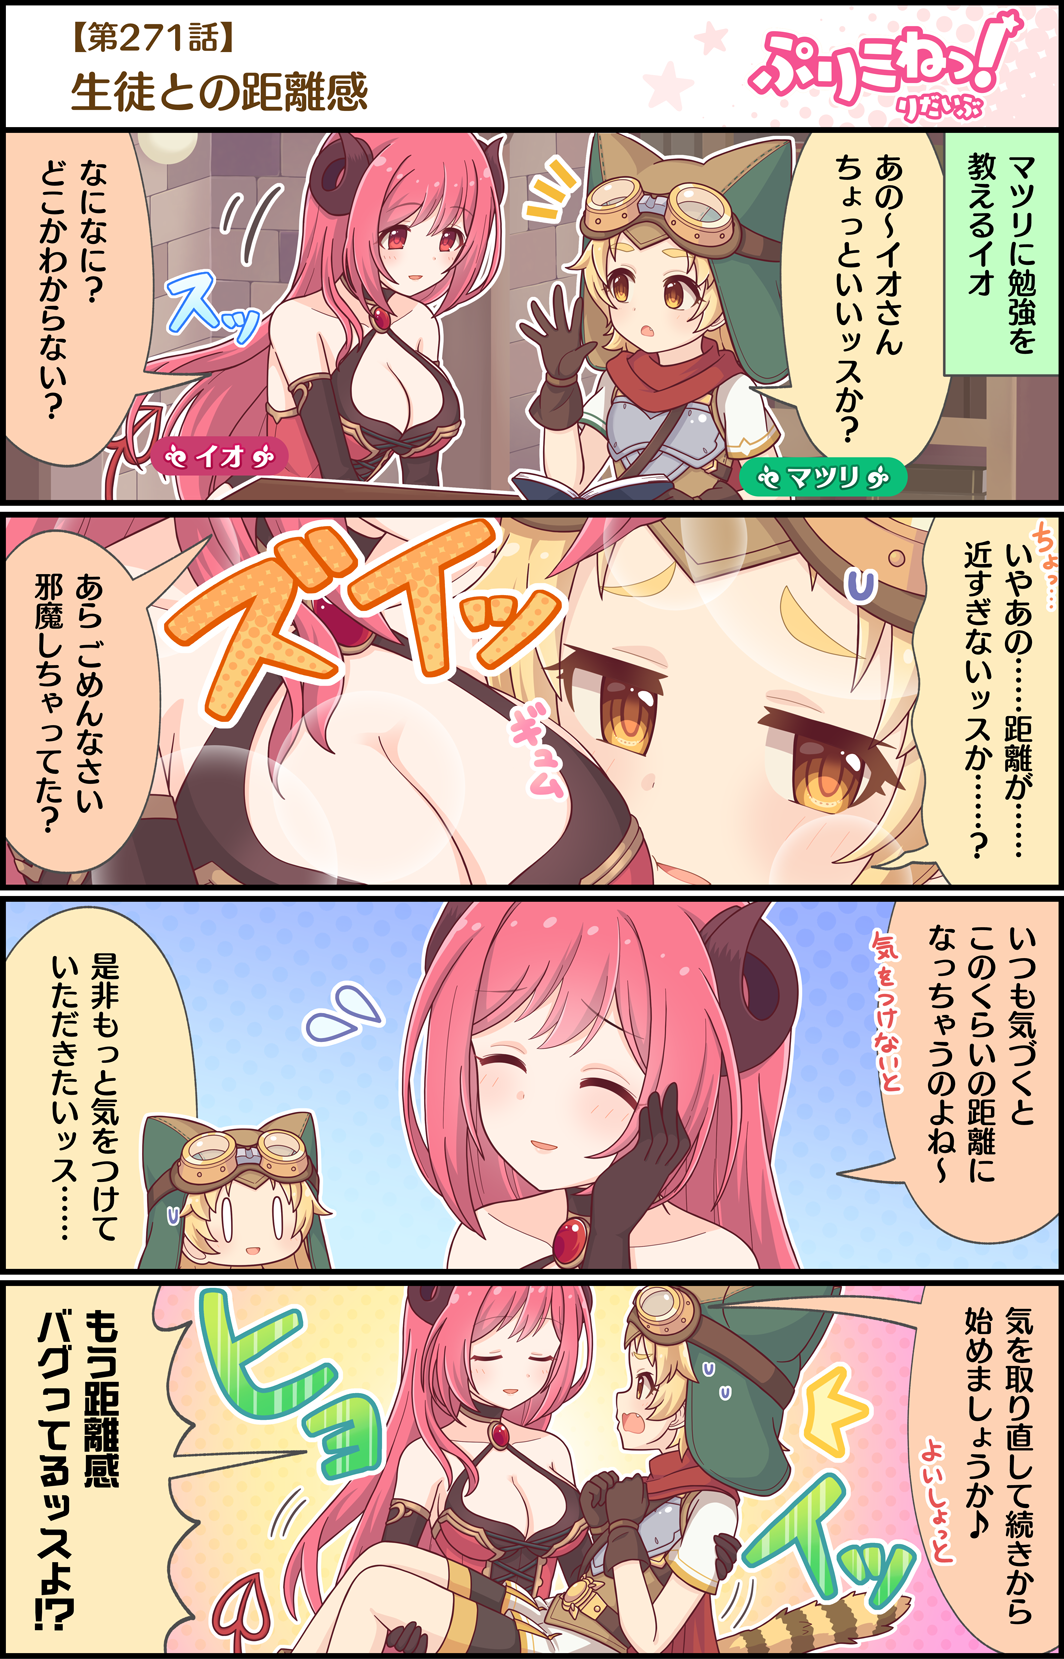 【第271話】
生徒との距離感
ぷりこねっ!
りだいぶ
マツリに勉強を
教えるイオ
あの～イオさん
ちょっといいッスか?
なになに?
どこかわからない?
スッ
イオ
マツリ
ちょっ…
いやあの……距離が……
近すぎないッスか……?
ズイッ
ギュム
あら ごめんなさい
邪魔しちゃってた?
いつも気づくと
このくらいの距離に
なっちゃうのよね～
気をつけないと
是非もっと気をつけて
いただきたいッス……
気を取り直して続きから
始めましょうか♪
よいしょっと
ヒョイッ
もう距離感
バグってるッスよ!?